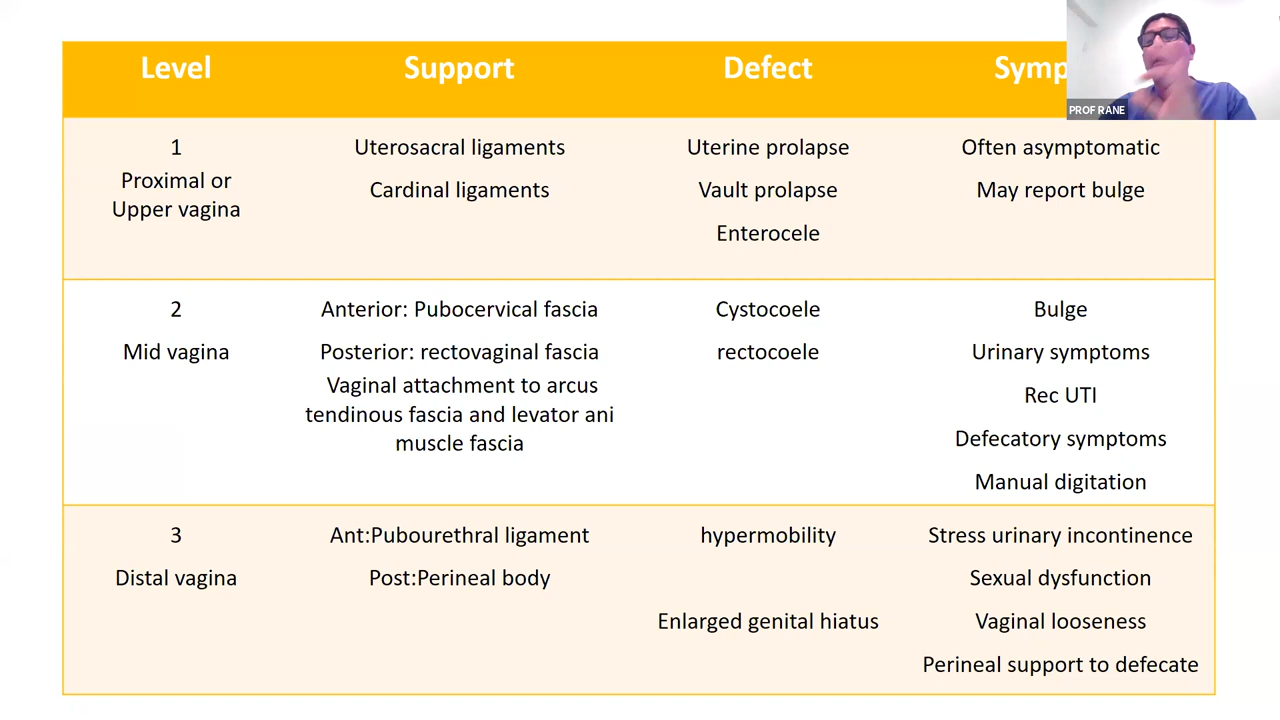 Level Support Defect
PROF RANE
1 Uterosacral ligaments Uterine prolapse Often asymptomatic
Proximal or Cardinal ligaments Vault prolapse May report bulge
Upper vagina
Enterocele
2 Anterior: Pubocervical fascia Cystocoele Bulge
Mid vagina Posterior: rectovaginal fascia rectocoele Urinary symptoms
Vaginal attachment to arcus
tendinous fascia and levator ani
muscle fascia
Rec UTI
Defecatory symptoms
Manual digitation
3 Ant:Pubourethral ligament hypermobility Stress urinary incontinence
Distal vagina Post:Perineal body Sexual dysfunction
Enlarged genital hiatus Vaginal looseness
Perineal support to defecate